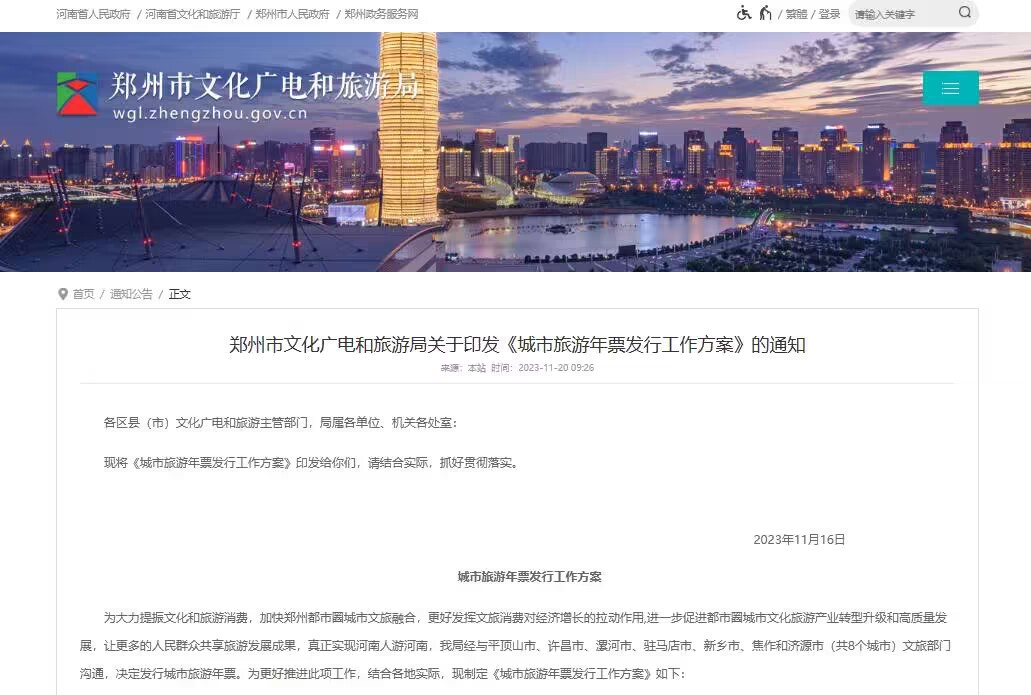 河南省人民政府 / 河南省文化和旅游厅 / 郑州市人民政府 / 郑州政务服务网
/ 繁體 / 登录 请输入关键字
郑州市文化广电和旅游局
wgl.zhengzhou.gov.cn
首页 / 通知公告 / 正文
郑州市文化广电和旅游局关于印发《城市旅游年票发行工作方案》的通知
来源：本站 时间：2023-11-20 09:26
各区县（市）文化广电和旅游主管部门，局属各单位、机关各处室：
现将《城市旅游年票发行工作方案》印发给你们，请结合实际，抓好贯彻落实。
2023年11月16日
城市旅游年票发行工作方案
为大力提振文化和旅游消费，加快郑州都市圈城市文旅融合，更好发挥文旅消费对经济增长的拉动作用,进一步促进都市圈城市文化旅游产业转型升级和高质量发
展，让更多的人民群众共享旅游发展成果，真正实现河南人游河南，我局经与平顶山市、许昌市、漯河市、驻马店市、新乡市、焦作和济源市（共8个城市）文旅部门
沟通，决定发行城市旅游年票。为更好推进此项工作，结合各地实际，现制定《城市旅游年票发行工作方案》如下：